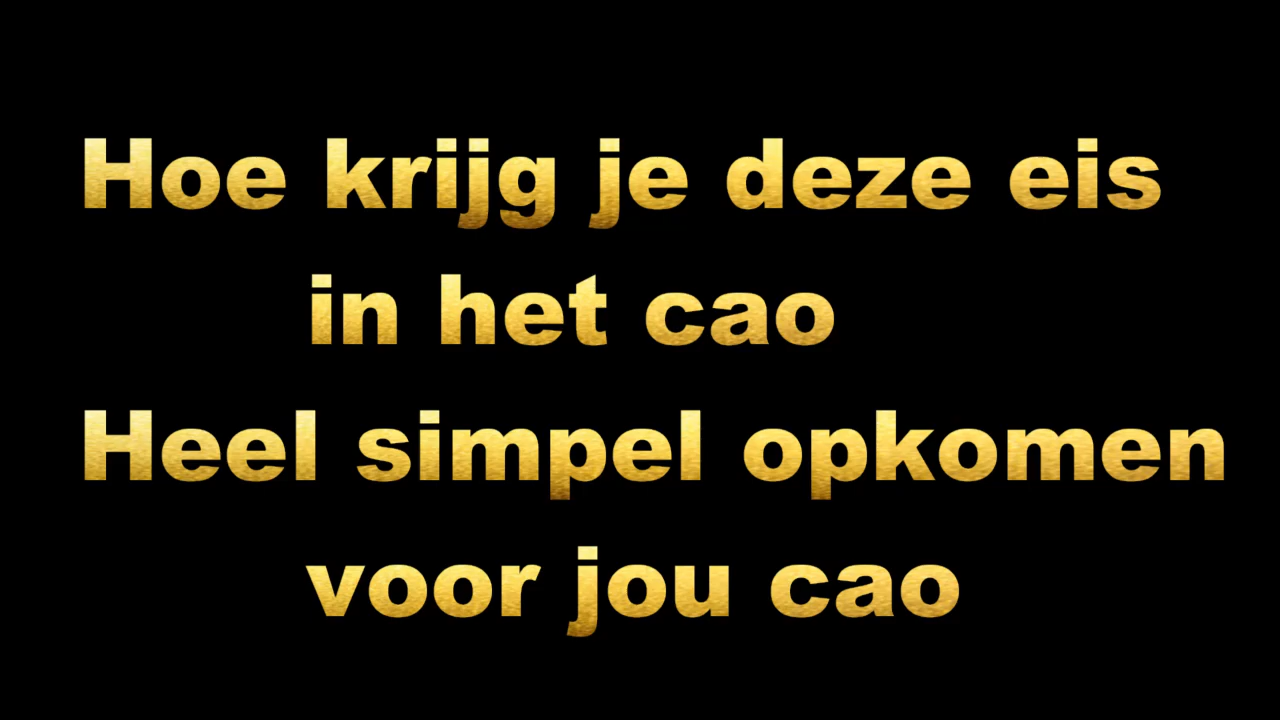 Hoe krijg je deze eis
in het cao
Heel simpel opkomen
voor jou cao